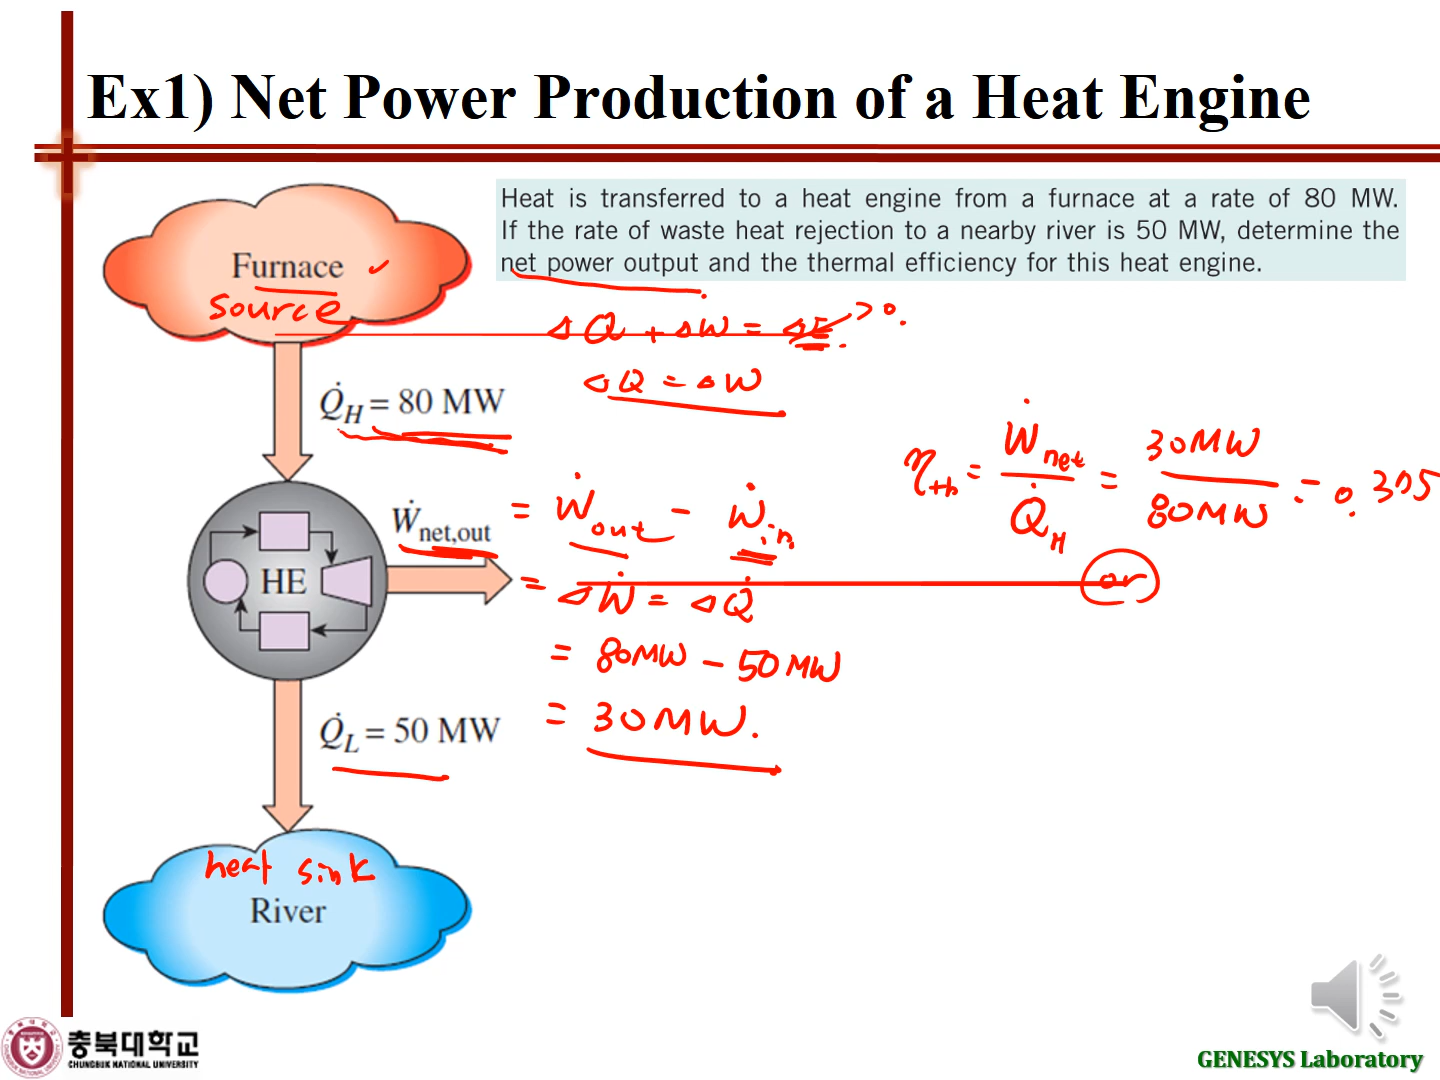 Ex1) Net Power Production of a Heat Engine
Heat is transferred to a heat engine from a furnace at a rate of 80 MW.
If the rate of waste heat rejection to a nearby river is 50 MW, determine the
net power output and the thermal efficiency for this heat engine.
Furnace ✓
source
ΔQ + ΔW = ΔE >0.
ΔQ = ΔW
Q̇H = 80 MW
ηth = Ẇnet / Q̇H = 30MW / 80MW = 0.375
Ẇnet,out = Ẇout - Ẇin
HE
= ΔẆ = ΔQ̇
or
= 80MW - 50MW
= 30MW.
Q̇L = 50 MW
heat sink
River
충북대학교
CHUNGBUK NATIONAL UNIVERSITY
GENESYS Laboratory